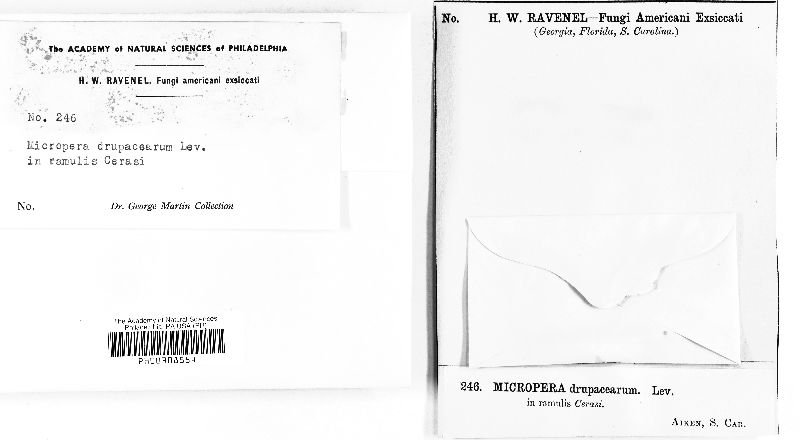 The ACADEMY of NATURAL SCIENCES of PHILADELPHIA
H. W. RAVENEL. Fungi americani exsiccati
No. 246
Micropera drupacearum Lev.
in ramulis Cerasi
No. Dr. George Martin Collection
The Academy of Natural Sciences
No. H. W. RAVENEL—Fungi Americani Exsiccati
(Georgia, Florida, S. Carolina.)
246. MICROPERA drupacearum. Lev.
in ramulis Cerasi.
AIKEN, S. CAR.